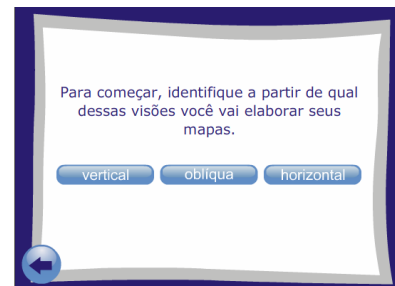 Para começar, identifique a partir de qual
dessas visões você vai elaborar seus
mapas.
vertical oblíqua horizontal